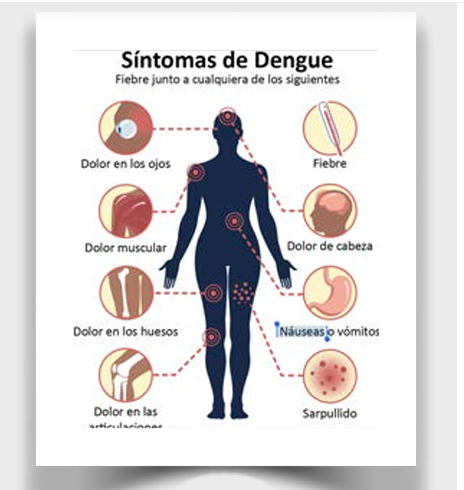 Síntomas de Dengue
Fiebre junto a cualquiera de los siguientes
Dolor en los ojos
Fiebre
Dolor muscular
Dolor de cabeza
Dolor en los huesos
Náuseas o vómitos
Dolor en las
articulaciones
Sarpullido